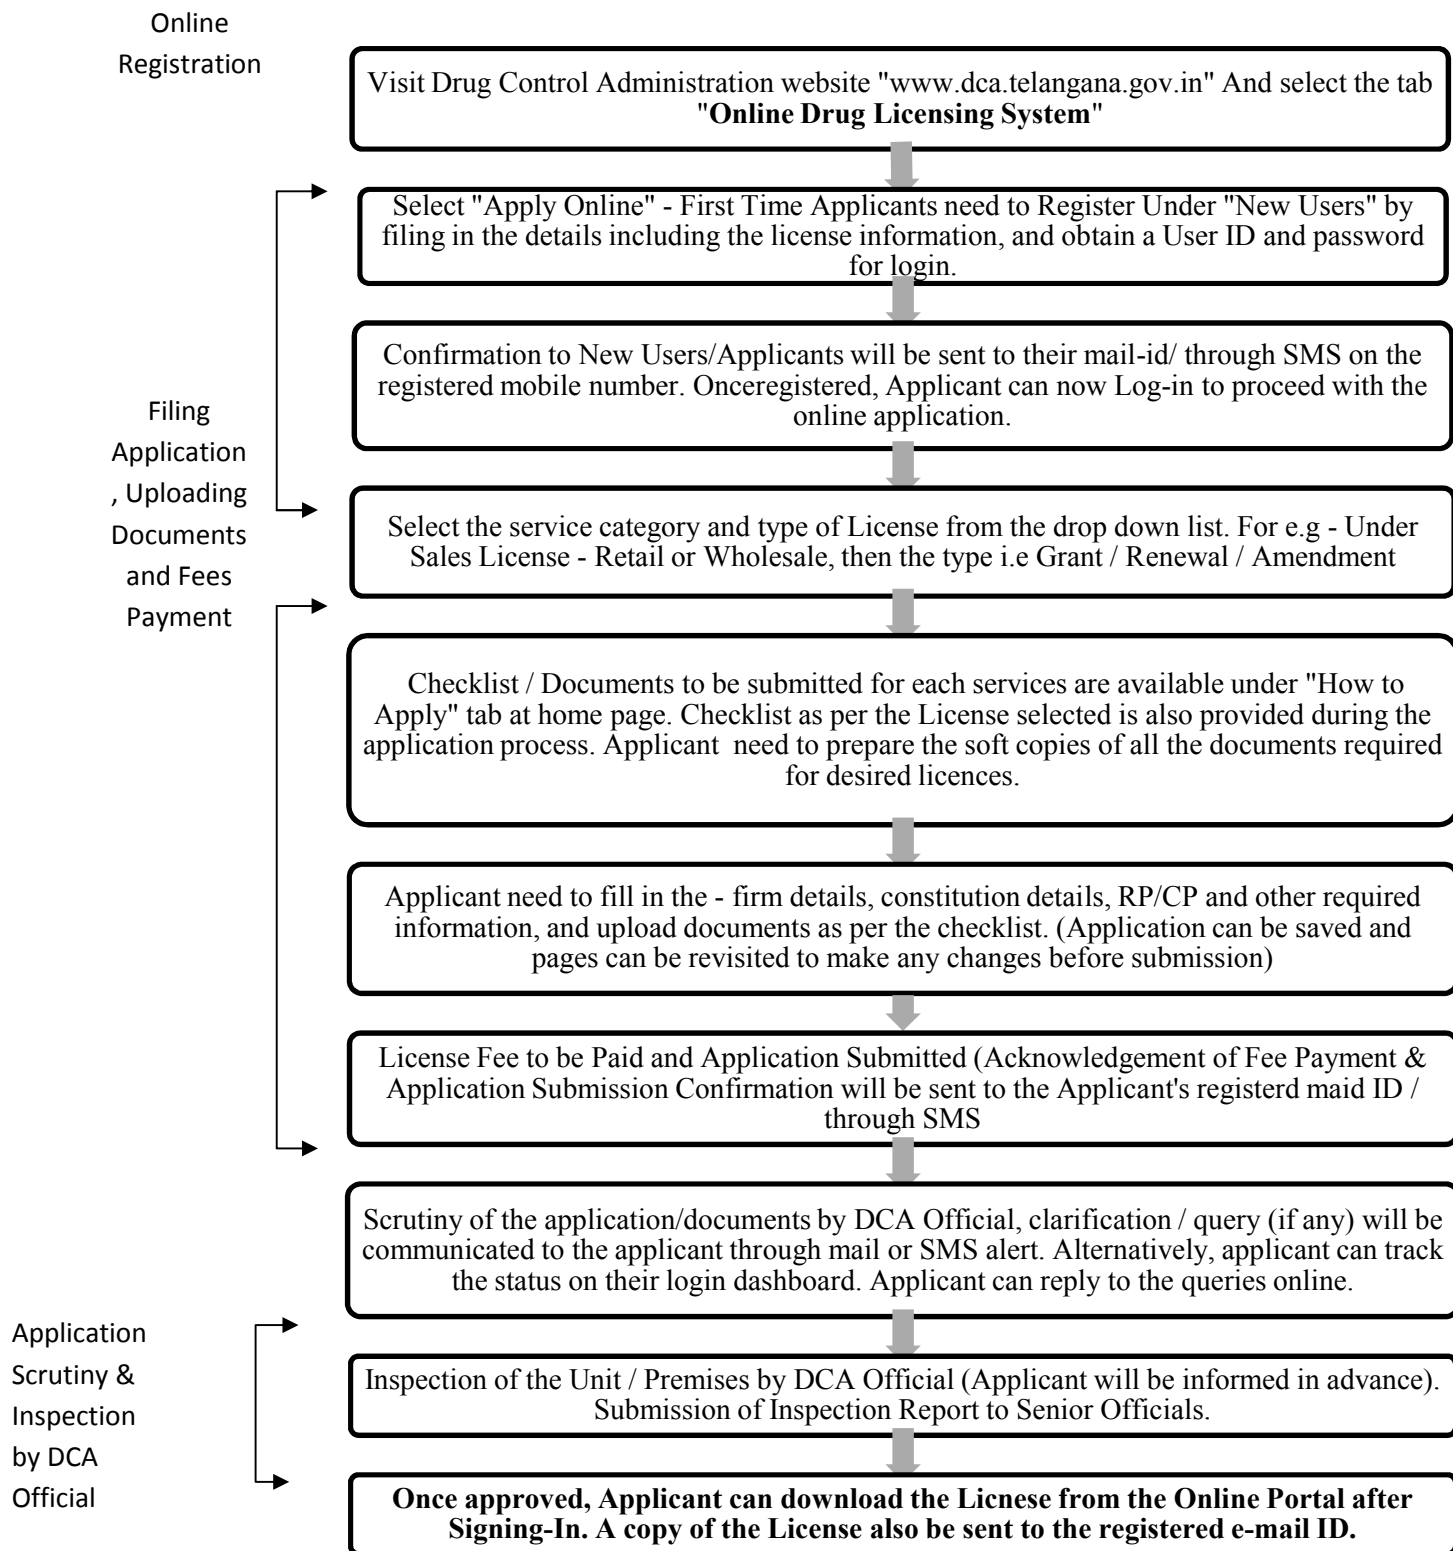 Online
Registration
Visit Drug Control Administration website "www.dca.telangana.gov.in" And select the tab
"Online Drug Licensing System"
Select "Apply Online" - First Time Applicants need to Register Under "New Users" by
filing in the details including the license information, and obtain a User ID and password
for login.
Confirmation to New Users/Applicants will be sent to their mail-id/ through SMS on the
registered mobile number. Onceregistered, Applicant can now Log-in to proceed with the
online application.
Filing
Application
, Uploading
Documents
and Fees
Payment
Select the service category and type of License from the drop down list. For e.g - Under
Sales License - Retail or Wholesale, then the type i.e Grant / Renewal / Amendment
Checklist / Documents to be submitted for each services are available under "How to
Apply" tab at home page. Checklist as per the License selected is also provided during the
application process. Applicant  need to prepare the soft copies of all the documents required
for desired licences.
Applicant need to fill in the - firm details, constitution details, RP/CP and other required
information, and upload documents as per the checklist. (Application can be saved and
pages can be revisited to make any changes before submission)
License Fee to be Paid and Application Submitted (Acknowledgement of Fee Payment &
Application Submission Confirmation will be sent to the Applicant's registerd maid ID /
through SMS
Scrutiny of the application/documents by DCA Official, clarification / query (if any) will be
communicated to the applicant through mail or SMS alert. Alternatively, applicant can track
the status on their login dashboard. Applicant can reply to the queries online.
Application
Scrutiny &
Inspection
by DCA
Official
Inspection of the Unit / Premises by DCA Official (Applicant will be informed in advance).
Submission of Inspection Report to Senior Officials.
Once approved, Applicant can download the Licnese from the Online Portal after
Signing-In. A copy of the License also be sent to the registered e-mail ID.